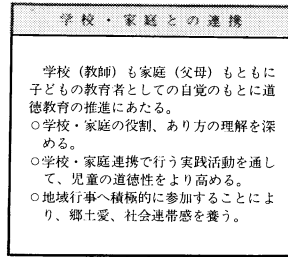 学校・家庭との連携
学校（教師）も家庭（父母）もともに
子どもの教育者としての自覚のもとに道
徳教育の推進にあたる。
○学校・家庭の役割、あり方の理解を深
める。
○学校・家庭連携で行う実践活動を通し
て、児童の道徳性をより高める。
○地域行事へ積極的に参加することによ
り、郷土愛、社会連帯感を養う。